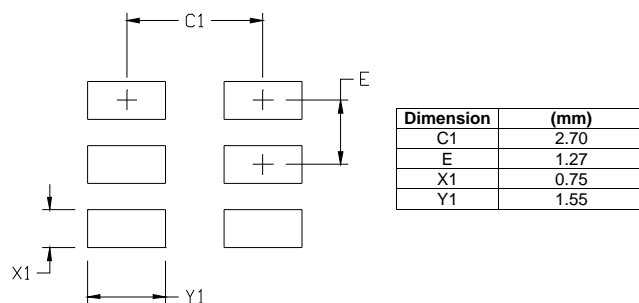 C1
E
X1
Y1
Dimension (mm)
C1 2.70
E 1.27
X1 0.75
Y1 1.55